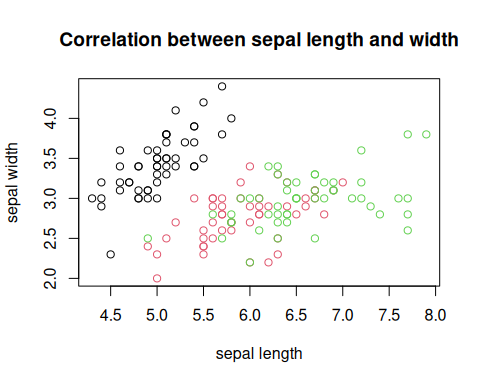 Correlation between sepal length and width
sepal width
4.0
3.5
3.0
2.5
2.0
4.5 5.0 5.5 6.0 6.5 7.0 7.5 8.0
sepal length